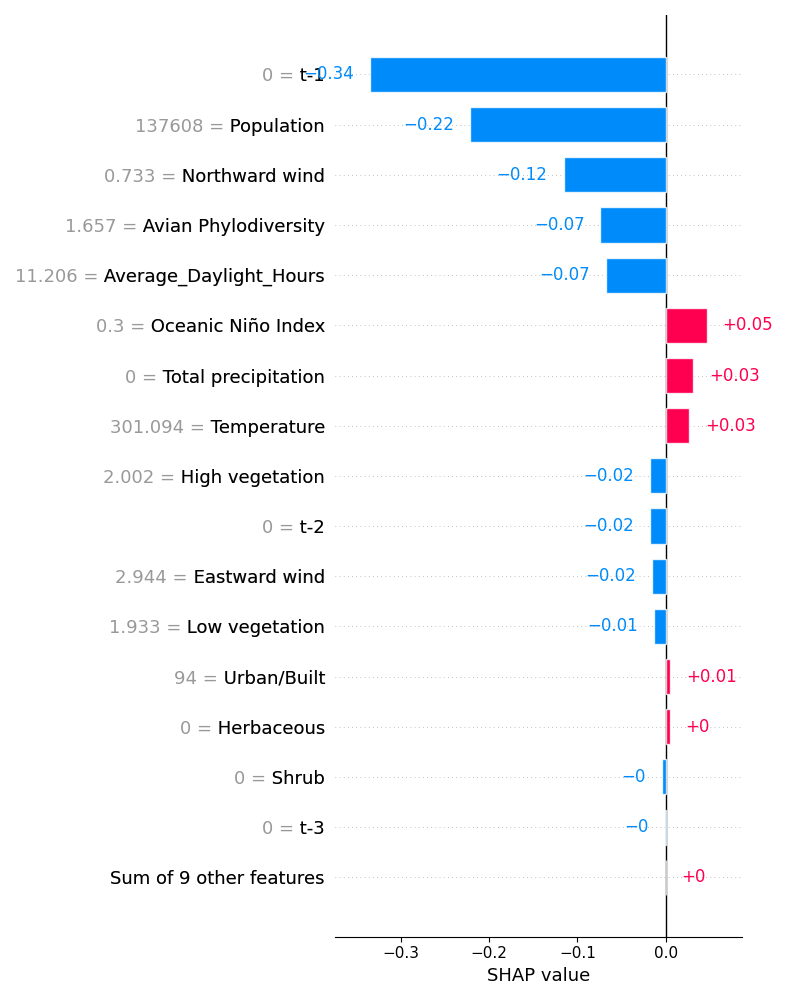 0 = t-1 −0.34
137608 = Population −0.22
0.733 = Northward wind −0.12
1.657 = Avian Phylodiversity −0.07
11.206 = Average_Daylight_Hours −0.07
0.3 = Oceanic Niño Index +0.05
0 = Total precipitation +0.03
301.094 = Temperature +0.03
2.002 = High vegetation −0.02
0 = t-2 −0.02
2.944 = Eastward wind −0.02
1.933 = Low vegetation −0.01
94 = Urban/Built +0.01
0 = Herbaceous +0
0 = Shrub −0
0 = t-3 −0
Sum of 9 other features +0
−0.3 −0.2 −0.1 0.0
SHAP value